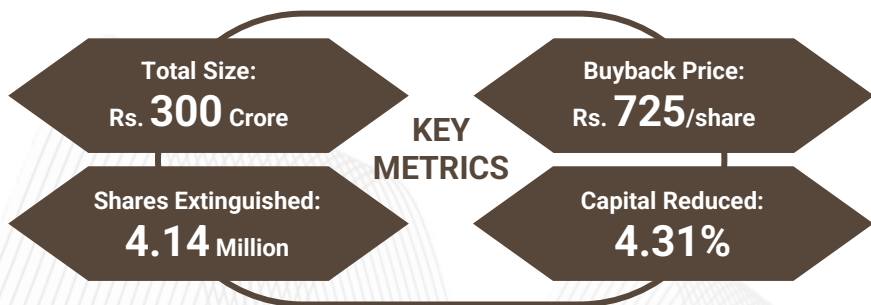 Total Size:
Rs. 300 Crore
Buyback Price:
Rs. 725/share
KEY
METRICS
Shares Extinguished:
4.14 Million
Capital Reduced:
4.31%